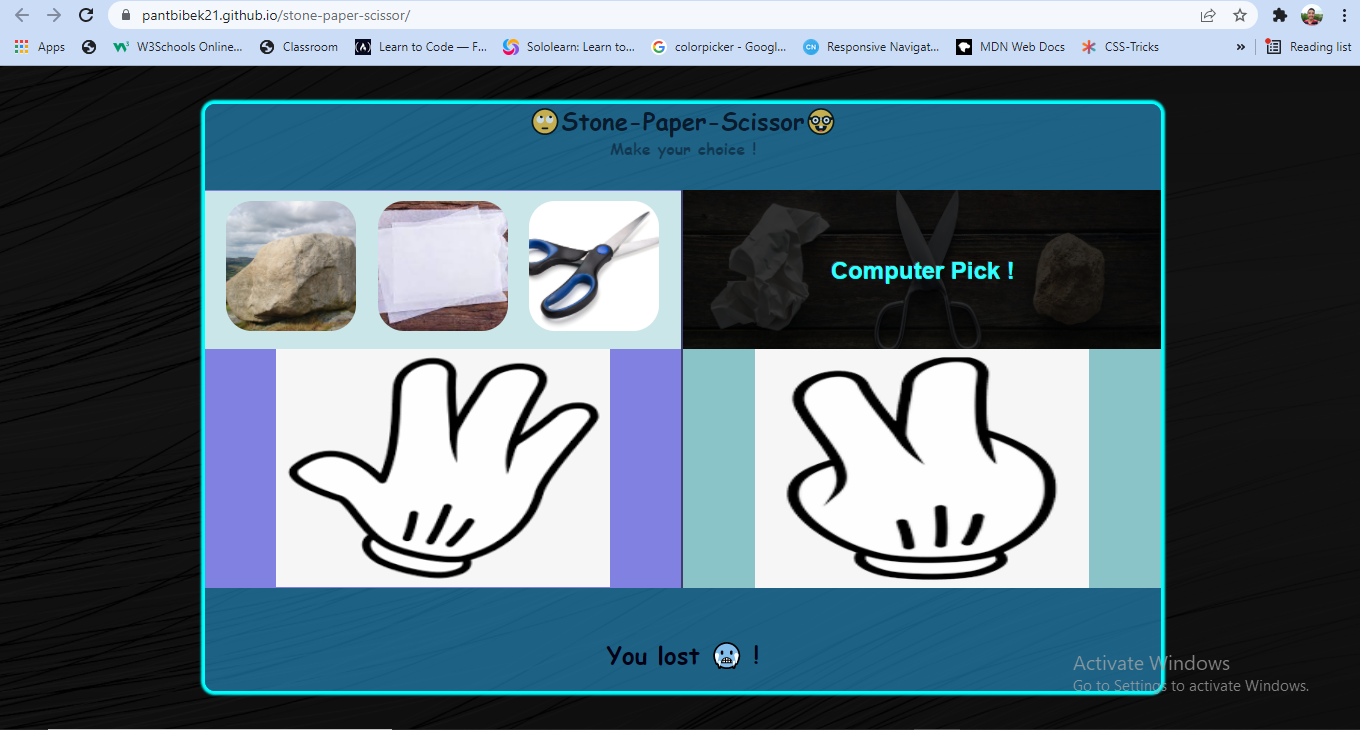 pantbibek21.github.io/stone-paper-scissor/
Apps W3Schools Online... Classroom Learn to Code — F... Sololearn: Learn to... colorpicker - Googl... CN Responsive Navigat... MDN Web Docs CSS-Tricks » Reading list
🙄Stone-Paper-Scissor🤓
Make your choice !
Computer Pick !
You lost 🥶 !
Activate Windows
Go to Settings to activate Windows.